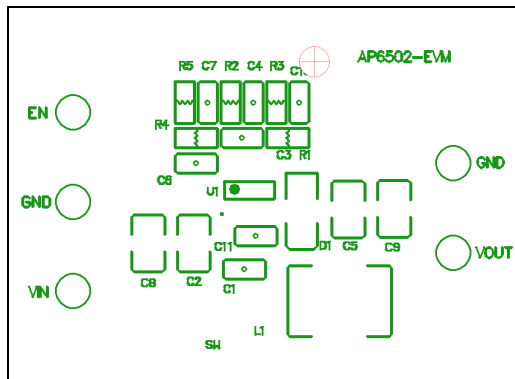 AP6502-EVM
R5 C7 R2 C4 R3
EN
R4
C3 R1
C6
GND
U1
GND
C11
D1 C5 C9
VOUT
C8 C2 C1
VIN
L1
SW